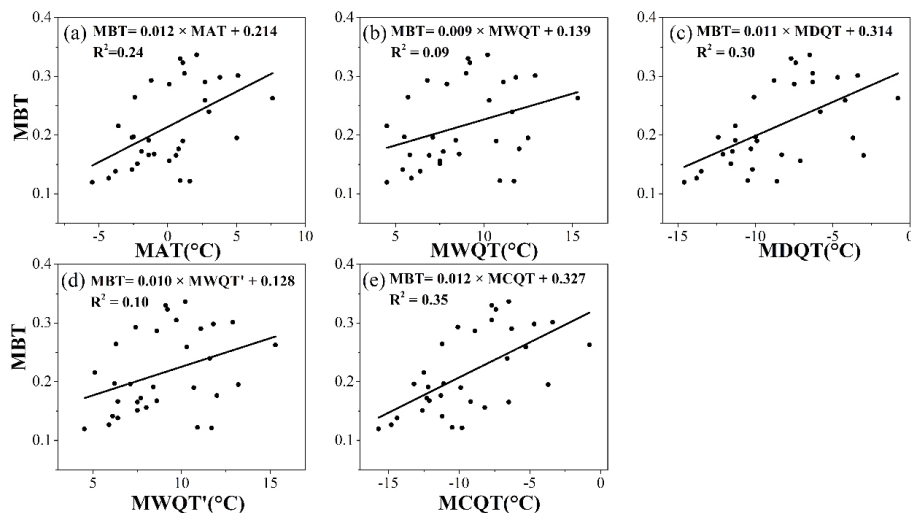 (a) MBT= 0.012 × MAT + 0.214
R²=0.24
(b) MBT= 0.009 × MWQT + 0.139
R² = 0.09
(c) MBT= 0.011 × MDQT + 0.314
R² = 0.30
MBT
0.4
0.3
0.2
0.1
-5 0 5 10
MAT(°C)
0.4
0.3
0.2
0.1
5 10 15
MWQT(°C)
0.4
0.3
0.2
0.1
-15 -10 -5 0
MDQT(°C)
(d) MBT= 0.010 × MWQT' + 0.128
R² = 0.10
(e) MBT= 0.012 × MCQT + 0.327
R² = 0.35
MBT
0.4
0.3
0.2
0.1
5 10 15
MWQT'(°C)
0.4
0.3
0.2
0.1
-15 -10 -5 0
MCQT(°C)